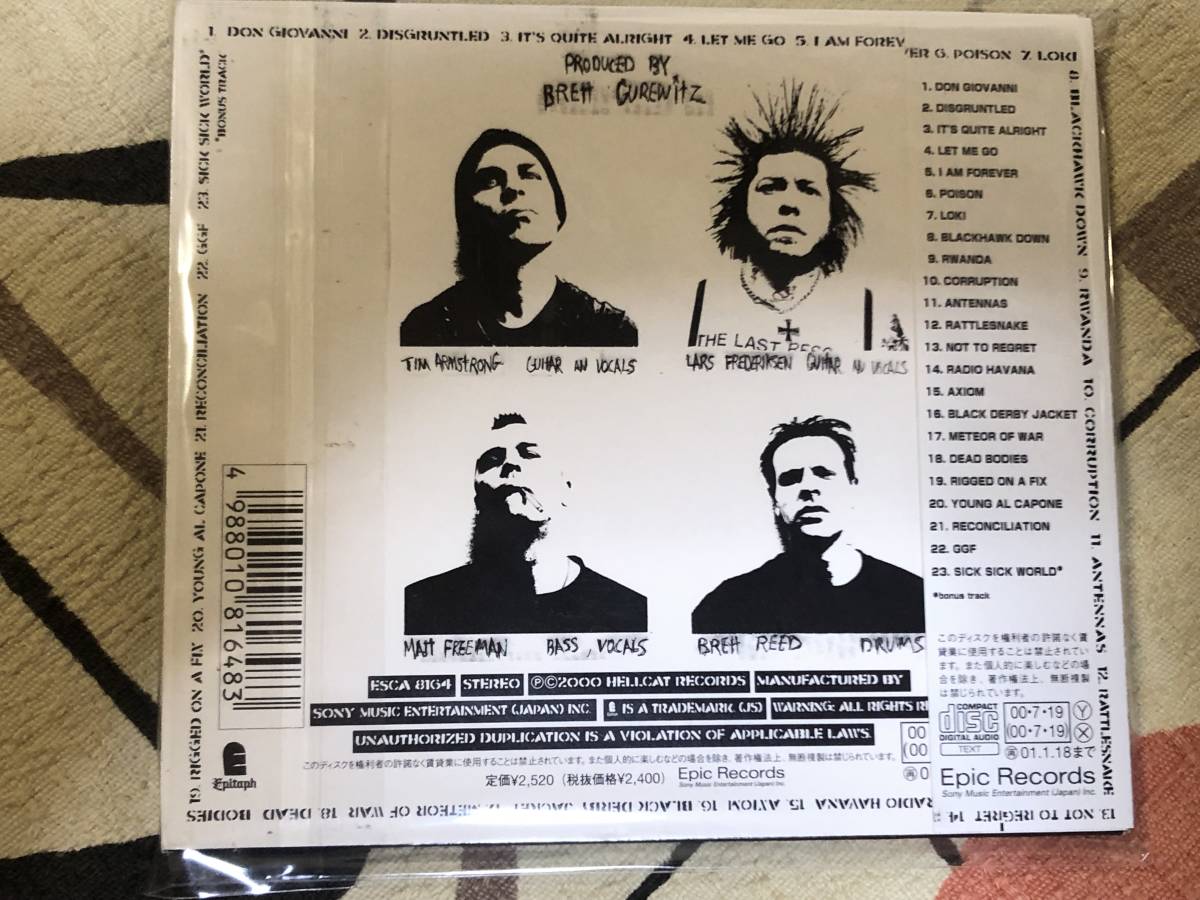 1. DON GIOVANNI 2. DISGRUNTLED 3. IT'S QUITE ALRIGHT 4. LET ME GO 5. I AM FOREV
'ER 6. POISON 7. LOKI
8. BLACKHAWK DOWN 9. RWANDA 10. CORRUPTION 11. ANTENNAS 12. RATTLESNAKE
13. NOT TO REGRET 14.
RADIO HAVANA 15. AXIOM 16. BLACK DERBY JACKET 17. METEOR OF WAR 18. DEAD BODIES
19. RIGGED ON A FIX 20. YOUNG AL CAPONE 21. RECONCILIATION 22. GGF 23. SICK SICK WORLD*
*BONUS TRACK
PRODUCED BY
BRETT GUREWITZ
THE LAST RESO
TIM ARMSTRONG GUITAR AN VOCALS
LARS FREDERIKSEN GUITAR AN VOCALS
MATT FREEMAN BASS, VOCALS
BRETT REED DRUMS
1. DON GIOVANNI
2. DISGRUNTLED
3. IT'S QUITE ALRIGHT
4. LET ME GO
5. I AM FOREVER
6. POISON
7. LOKI
8. BLACKHAWK DOWN
9. RWANDA
10. CORRUPTION
11. ANTENNAS
12. RATTLESNAKE
13. NOT TO REGRET
14. RADIO HAVANA
15. AXIOM
16. BLACK DERBY JACKET
17. METEOR OF WAR
18. DEAD BODIES
19. RIGGED ON A FIX
20. YOUNG AL CAPONE
21. RECONCILIATION
22. GGF
23. SICK SICK WORLD*
*bonus track
4 988010 816483
Epitaph
ESCA 8164 STEREO ℗©2000 HELLCAT RECORDS MANUFACTURED BY
SONY MUSIC ENTERTAINMENT (JAPAN) INC. IS A TRADEMARK (JS) WARNING: ALL RIGHTS RE
UNAUTHORIZED DUPLICATION IS A VIOLATION OF APPLICABLE LAWS.
このディスクを権利者の許諾なく賃貸業に使用することは禁止されています。また個人的に楽しむなどの場合を除き、著作権法上、無断複製は禁じられています。
定価¥2,520(税抜価格¥2,400) Epic Records
Sony Music Entertainment (Japan) Inc.
00
(00
㋐0
このディスクを権利者の許諾なく賃
貸業に使用することは禁止されてい
ます。また個人的に楽しむなどの場
合を除き、著作権法上、無断複製
は禁じられています。
COMPACT
disc
DIGITAL AUDIO
TEXT
00・7・19 Y
(00・7・19) X
01.1.18まで
Epic Records
Sony Music Entertainment (Japan) Inc.